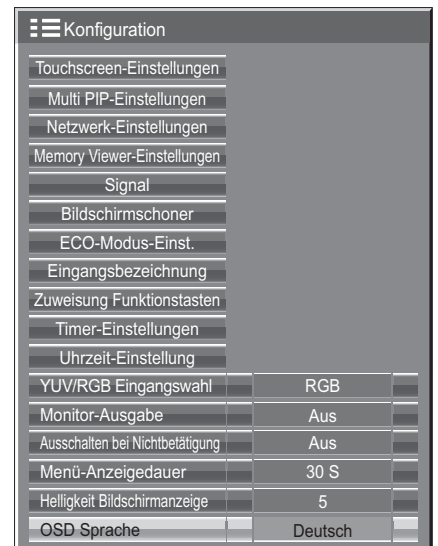 Konfiguration
Touchscreen-Einstellungen
Multi PIP-Einstellungen
Netzwerk-Einstellungen
Memory Viewer-Einstellungen
Signal
Bildschirmschoner
ECO-Modus-Einst.
Eingangsbezeichnung
Zuweisung Funktionstasten
Timer-Einstellungen
Uhrzeit-Einstellung
YUV/RGB Eingangswahl RGB
Monitor-Ausgabe Aus
Ausschalten bei Nichtbetätigung Aus
Menü-Anzeigedauer 30 S
Helligkeit Bildschirmanzeige 5
OSD Sprache Deutsch